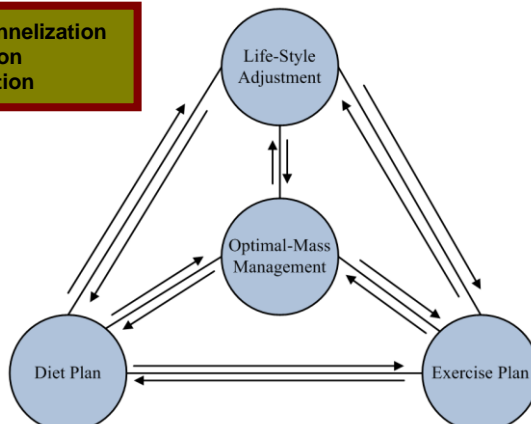 nnelization
on
tion
Life-Style
Adjustment
Optimal-Mass
Management
Diet Plan
Exercise Plan